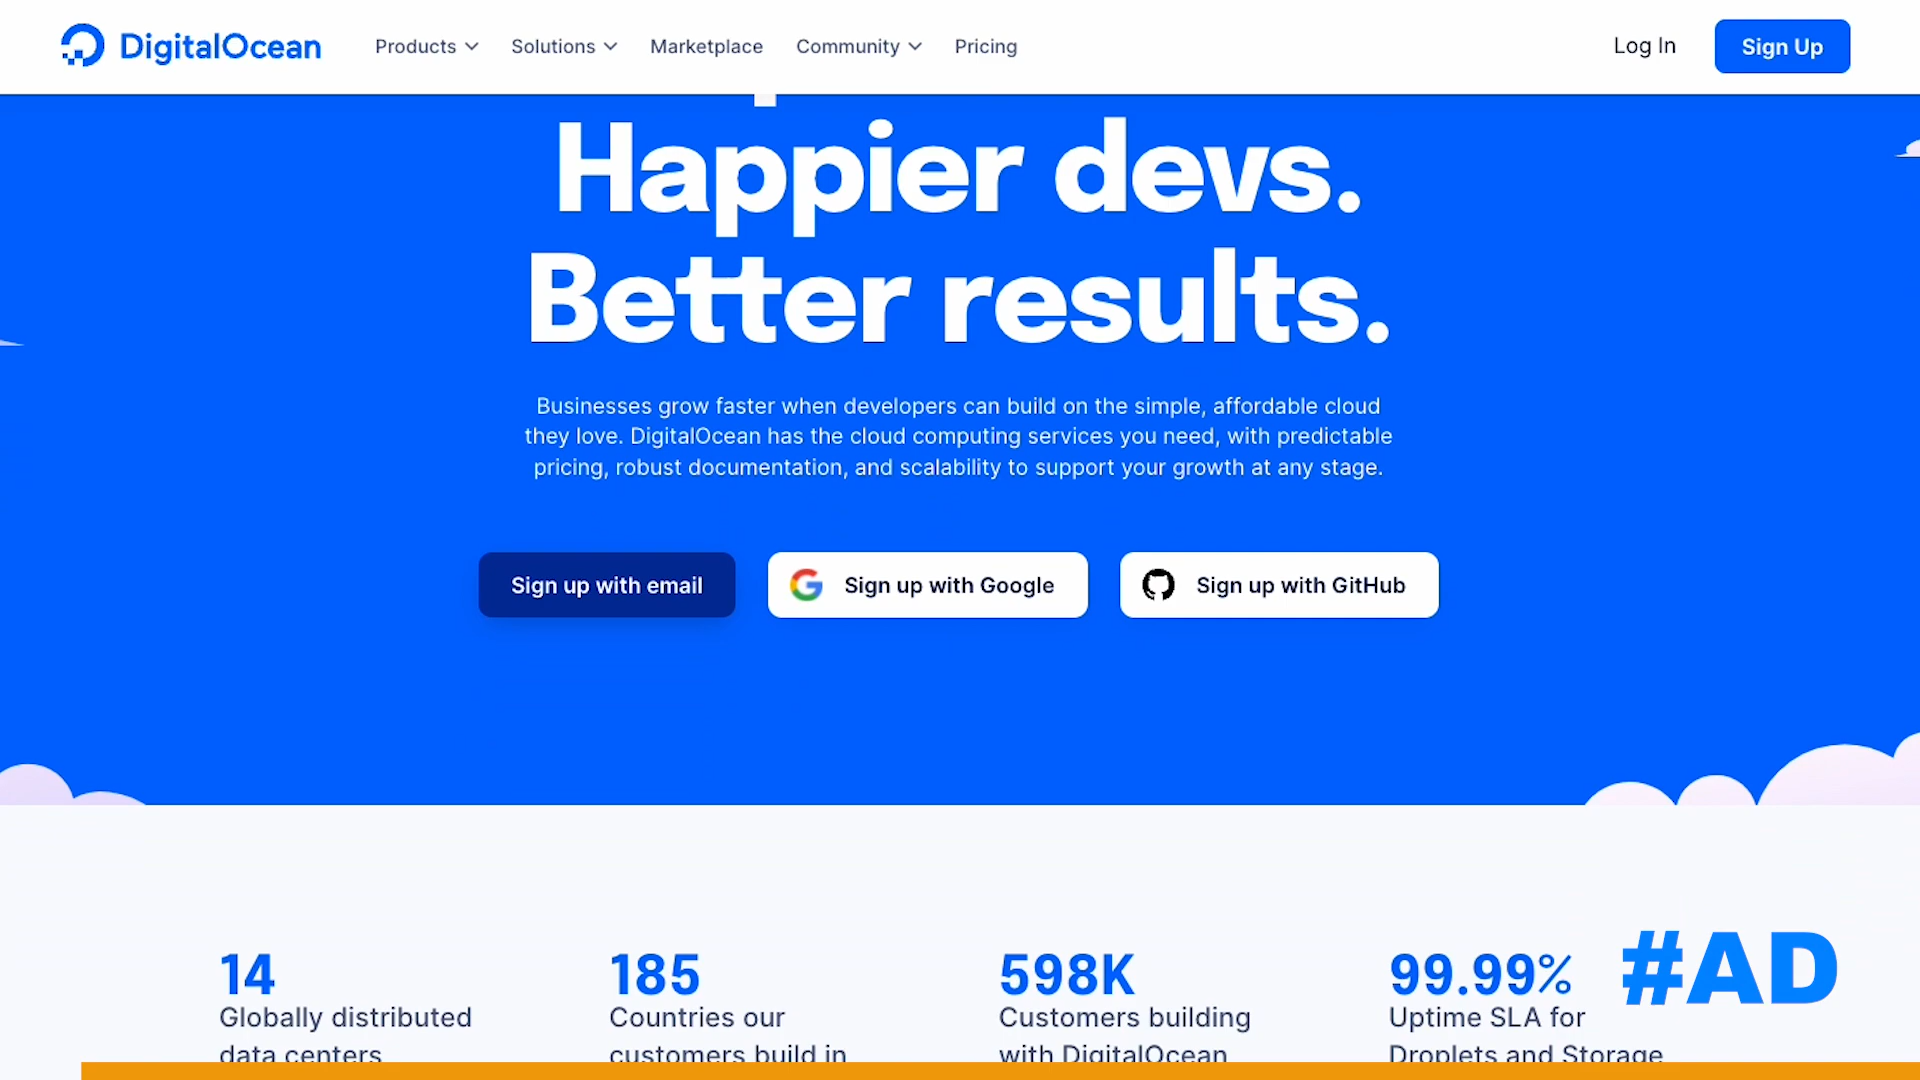 DigitalOcean
Products
Solutions
Marketplace
Community
Pricing
Log In
Sign Up
Happier devs.
Better results.
Businesses grow faster when developers can build on the simple, affordable cloud
they love. DigitalOcean has the cloud computing services you need, with predictable
pricing, robust documentation, and scalability to support your growth at any stage.
Sign up with email
Sign up with Google
Sign up with GitHub
14
Globally distributed
data centers
185
Countries our
customers build in
598K
Customers building
with DigitalOcean
99.99%
Uptime SLA for
Droplets and Storage
#AD